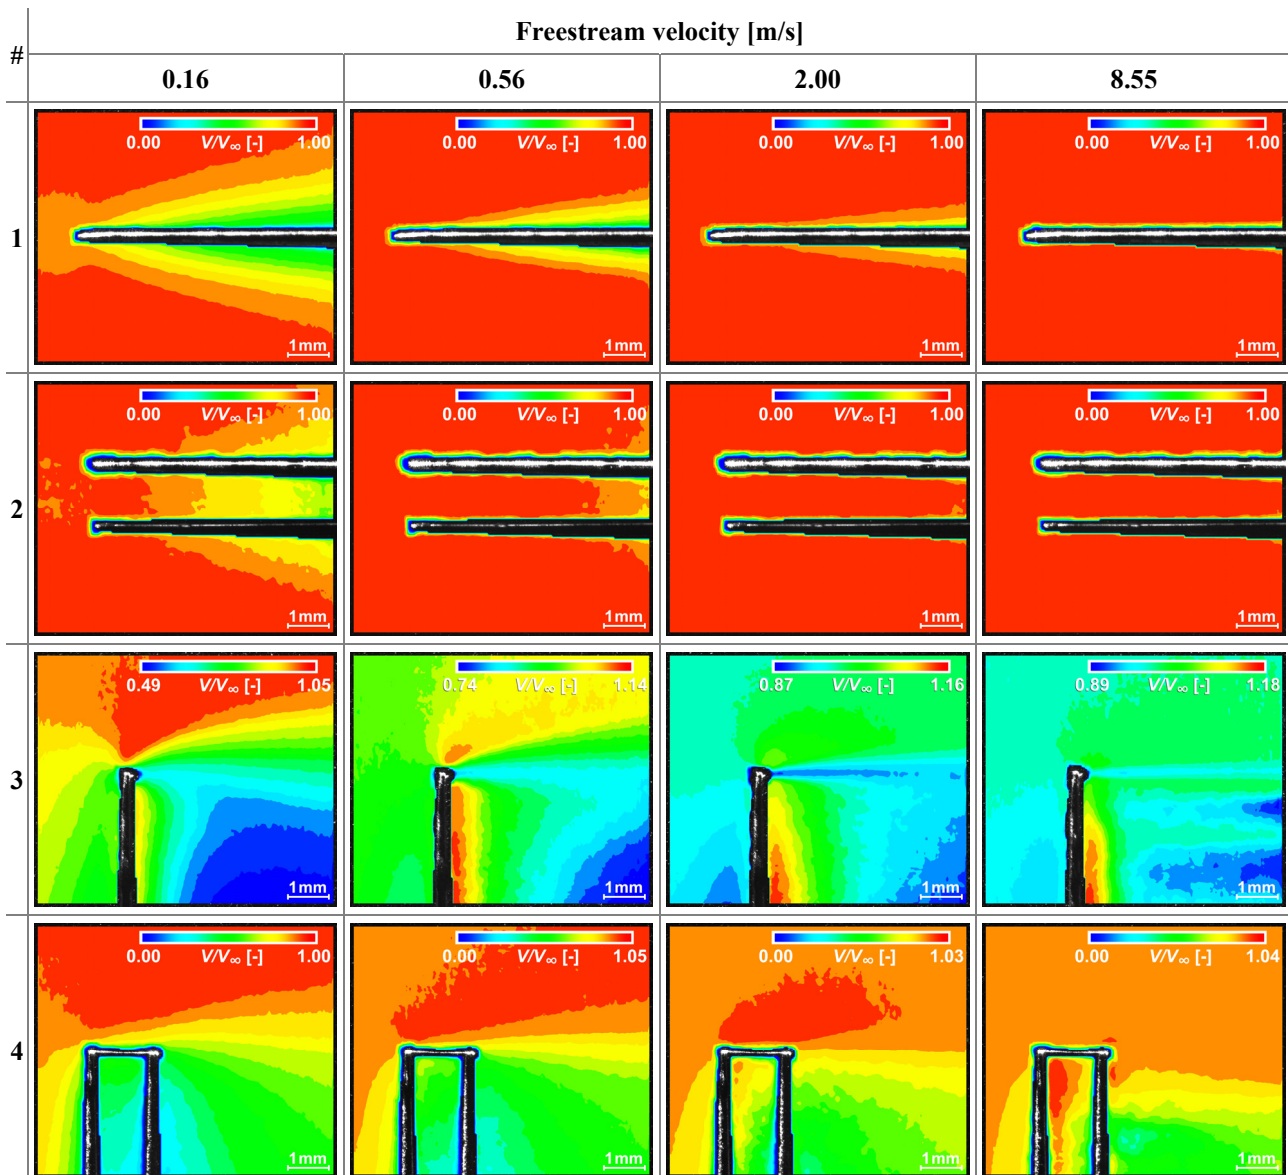 Freestream velocity [m/s]
#
0.16 0.56 2.00 8.55
1
0.00 V/V∞ [-] 1.00
1mm
0.00 V/V∞ [-] 1.00
1mm
0.00 V/V∞ [-] 1.00
1mm
0.00 V/V∞ [-] 1.00
1mm
2
0.00 V/V∞ [-] 1.00
1mm
0.00 V/V∞ [-] 1.00
1mm
0.00 V/V∞ [-] 1.00
1mm
0.00 V/V∞ [-] 1.00
1mm
3
0.49 V/V∞ [-] 1.05
1mm
0.74 V/V∞ [-] 1.14
1mm
0.87 V/V∞ [-] 1.16
1mm
0.89 V/V∞ [-] 1.18
1mm
4
0.00 V/V∞ [-] 1.00
1mm
0.00 V/V∞ [-] 1.05
1mm
0.00 V/V∞ [-] 1.03
1mm
0.00 V/V∞ [-] 1.04
1mm